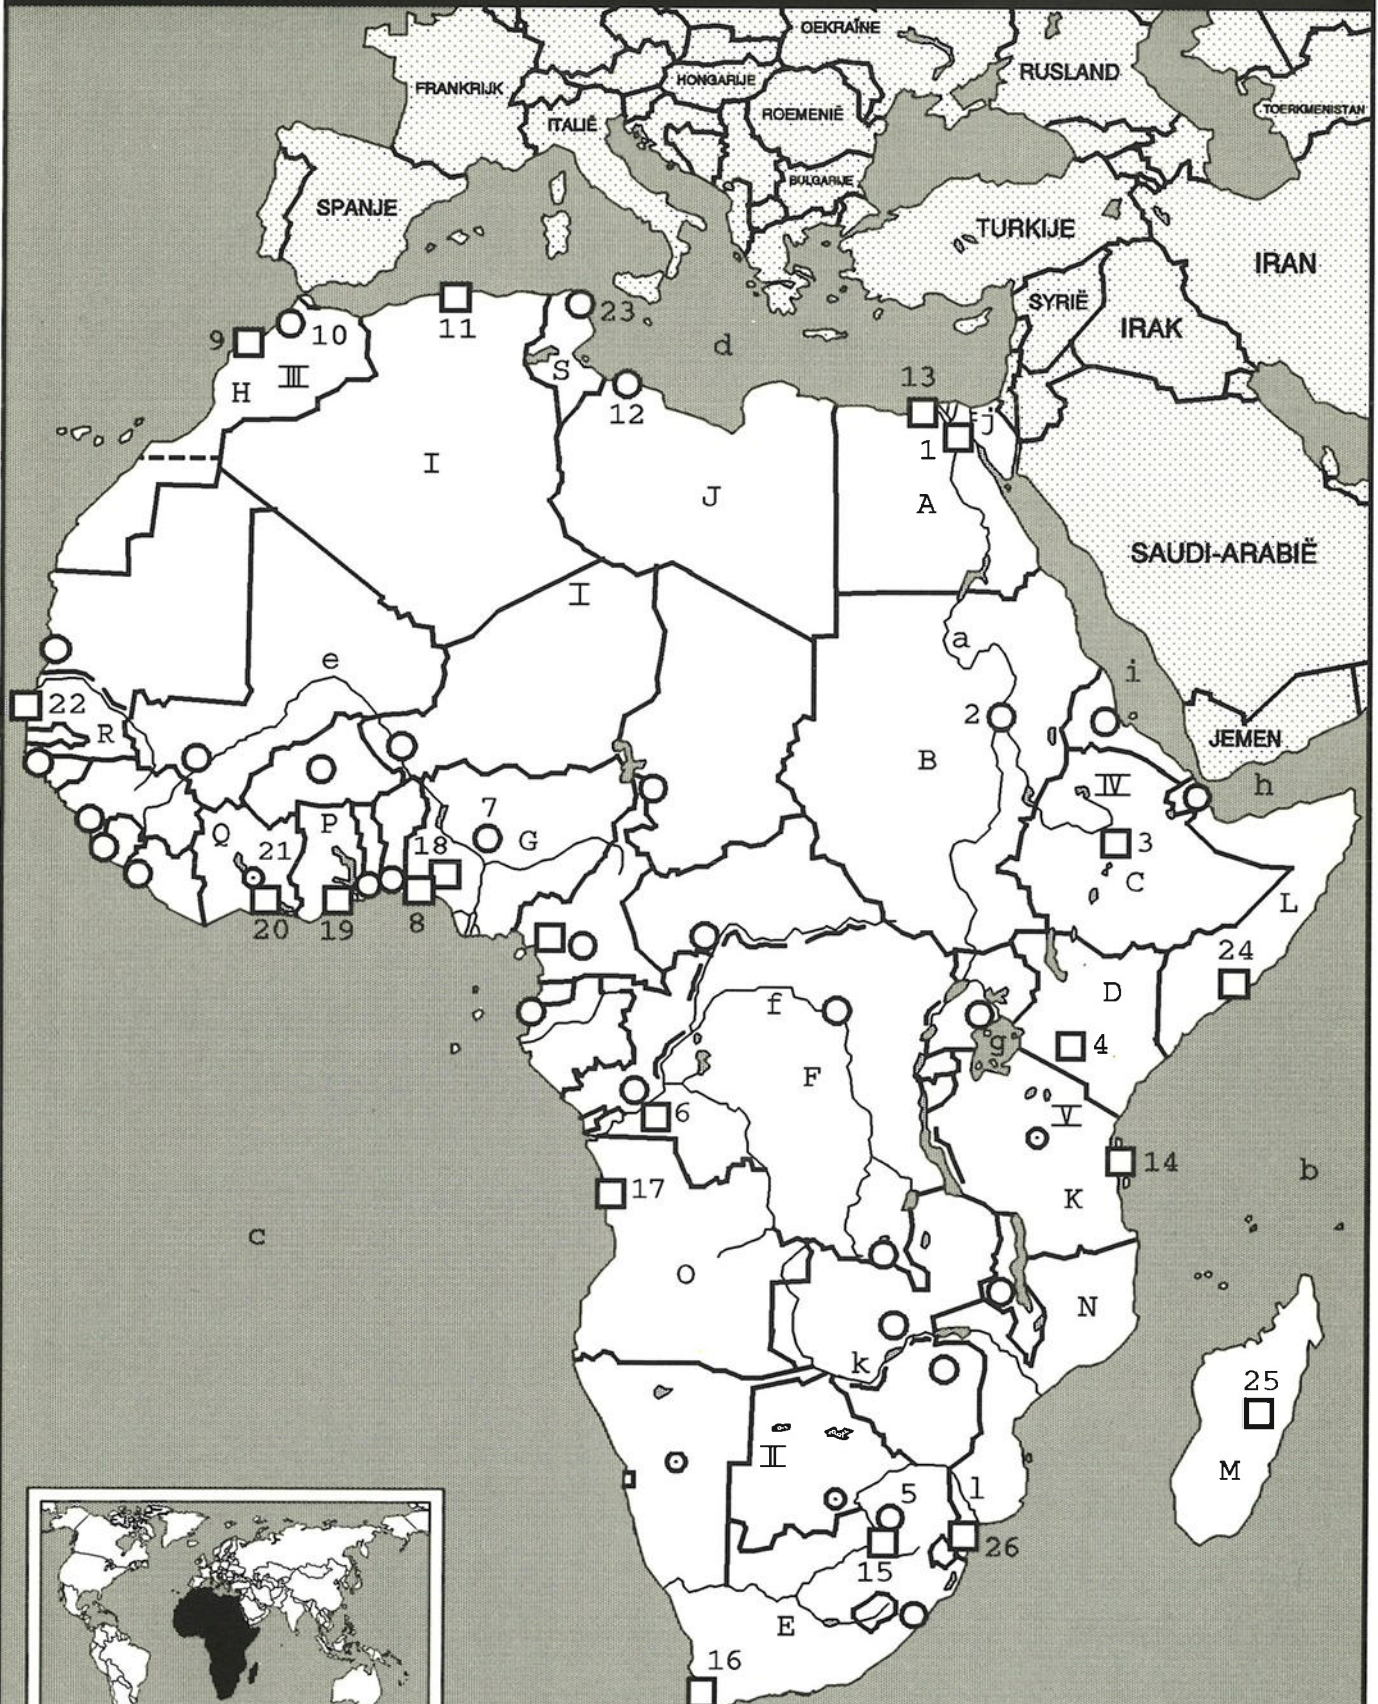 OEKRAÏNE
RUSLAND
FRANKRIJK
HONGARIJE
TOERKMENISTAN
ITALIË
ROEMENIË
BULGARIJE
SPANJE
TURKIJE
IRAN
SYRIË
IRAK
9
10
11
23
d
H
III
S
13
12
j
1
I
J
A
SAUDI-ARABIË
I
a
e
i
22
2
R
JEMEN
B
IV
h
7
Q
P
G
21
18
3
C
L
20
19
8
24
D
f
g
4
F
6
V
14
b
17
K
c
O
N
k
25
II
M
5
l
26
15
E
16